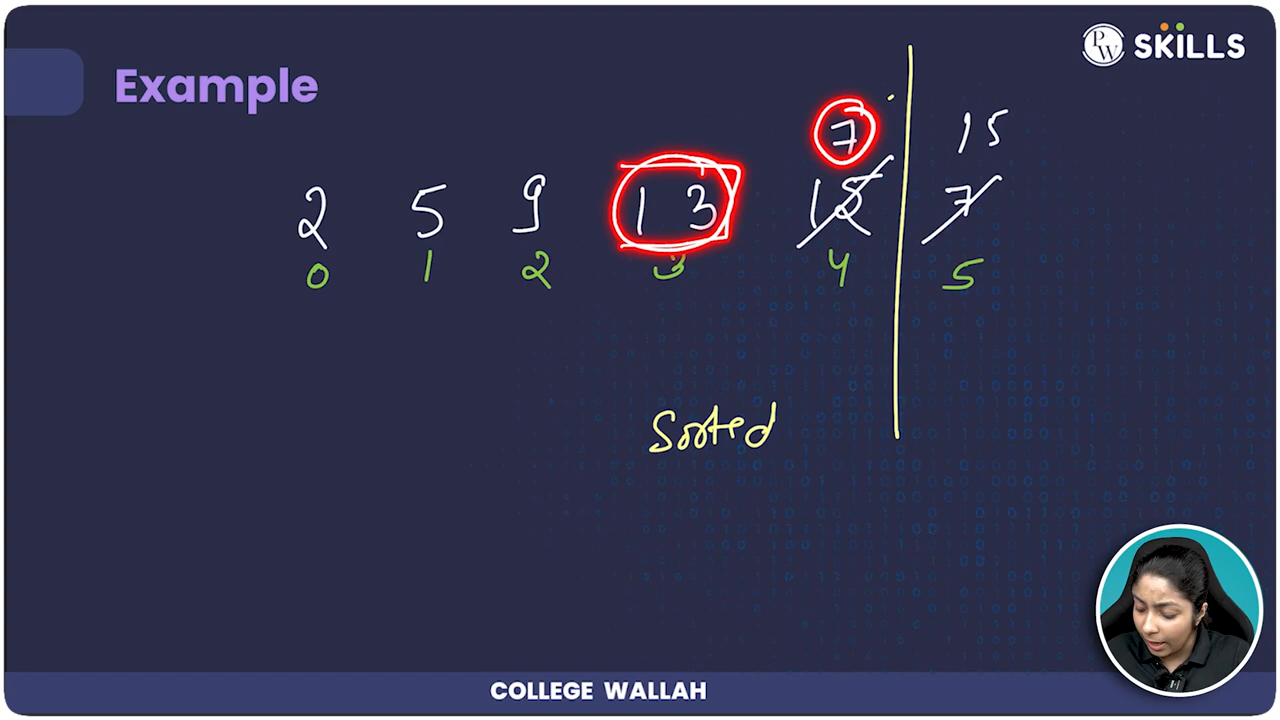 PW SKILLS
Example
7 15
2 5 9 13 15 7
0 1 2 3 4 5
Sorted
COLLEGE WALLAH